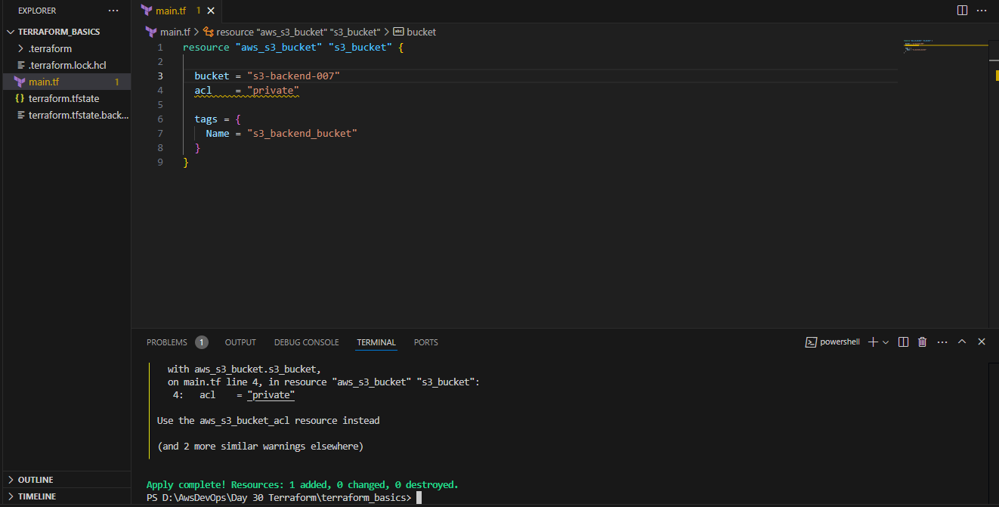 EXPLORER
TERRAFORM_BASICS
.terraform
.terraform.lock.hcl
main.tf 1
terraform.tfstate
terraform.tfstate.back...
OUTLINE
TIMELINE
main.tf 1
main.tf > resource "aws_s3_bucket" "s3_bucket" > bucket
1 resource "aws_s3_bucket" "s3_bucket" {
2
3 bucket = "s3-backend-007"
4 acl    = "private"
5
6 tags = {
7 Name = "s3_backend_bucket"
8 }
9 }
PROBLEMS 1 OUTPUT DEBUG CONSOLE TERMINAL PORTS
powershell
with aws_s3_bucket.s3_bucket,
on main.tf line 4, in resource "aws_s3_bucket" "s3_bucket":
4:   acl    = "private"
Use the aws_s3_bucket_acl resource instead
(and 2 more similar warnings elsewhere)
Apply complete! Resources: 1 added, 0 changed, 0 destroyed.
PS D:\AwsDevOps\Day 30 Terraform\terraform_basics>